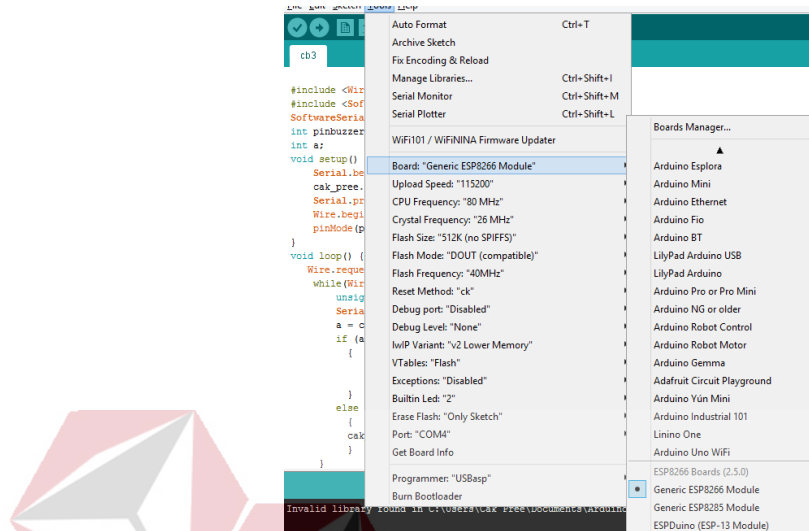 File Edit Sketch Tools Help
cb3
Auto Format Ctrl+T
Archive Sketch
Fix Encoding & Reload
Manage Libraries... Ctrl+Shift+I
Serial Monitor Ctrl+Shift+M
Serial Plotter Ctrl+Shift+L
WiFi101 / WiFiNINA Firmware Updater
Board: "Generic ESP8266 Module"
Upload Speed: "115200"
CPU Frequency: "80 MHz"
Crystal Frequency: "26 MHz"
Flash Size: "512K (no SPIFFS)"
Flash Mode: "DOUT (compatible)"
Flash Frequency: "40MHz"
Reset Method: "ck"
Debug port: "Disabled"
Debug Level: "None"
IwIP Variant: "v2 Lower Memory"
VTables: "Flash"
Exceptions: "Disabled"
Builtin Led: "2"
Erase Flash: "Only Sketch"
Port: "COM4"
Get Board Info
Programmer: "USBasp"
Burn Bootloader
Boards Manager...
Arduino Esplora
Arduino Mini
Arduino Ethernet
Arduino Fio
Arduino BT
LilyPad Arduino USB
LilyPad Arduino
Arduino Pro or Pro Mini
Arduino NG or older
Arduino Robot Control
Arduino Robot Motor
Arduino Gemma
Adafruit Circuit Playground
Arduino Yún Mini
Arduino Industrial 101
Linino One
Arduino Uno WiFi
ESP8266 Boards (2.5.0)
Generic ESP8266 Module
Generic ESP8285 Module
ESPDuino (ESP-13 Module)
#include <Wir
#include <Sof
SoftwareSeria
int pinbuzzer
int a;
void setup()
Serial.be
cak_pree.
Serial.pr
Wire.begi
pinMode(p
}
void loop() {
Wire.reque
while(Wir
unsig
Seria
a = c
if (a
{
}
else
{
cak
}
}
Invalid library found in C:\Users\Cak Pree\Documents\Arduino